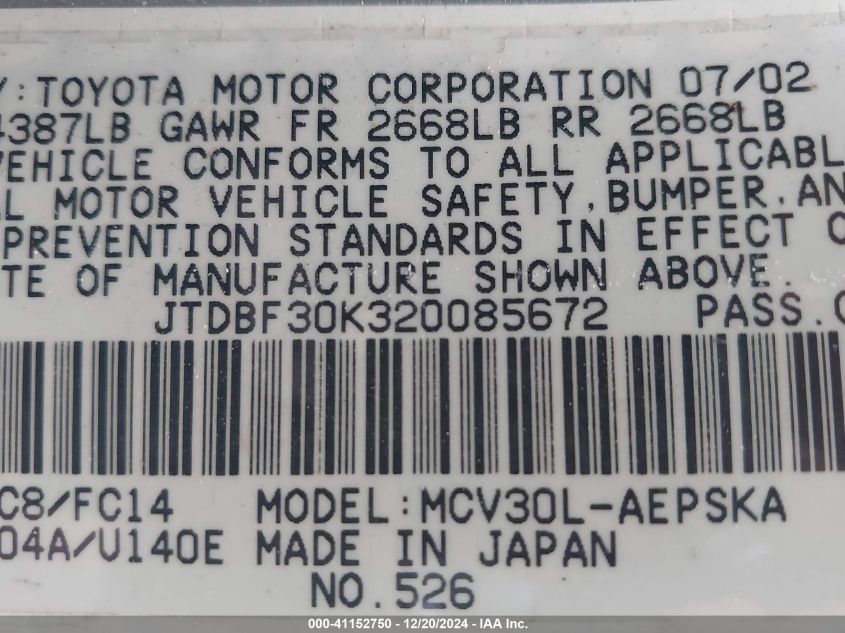 Y:TOYOTA MOTOR CORPORATION 07/02
4387LB GAWR FR 2668LB RR 2668LB
VEHICLE CONFORMS TO ALL APPLICABL
L MOTOR VEHICLE SAFETY,BUMPER,AN
PREVENTION STANDARDS IN EFFECT O
TE OF MANUFACTURE SHOWN ABOVE.
JTDBF30K320085672 PASS.C
C8/FC14 MODEL:MCV30L-AEPSKA
04A/U140E MADE IN JAPAN
NO.526
000-41152750 - 12/20/2024 - IAA Inc.